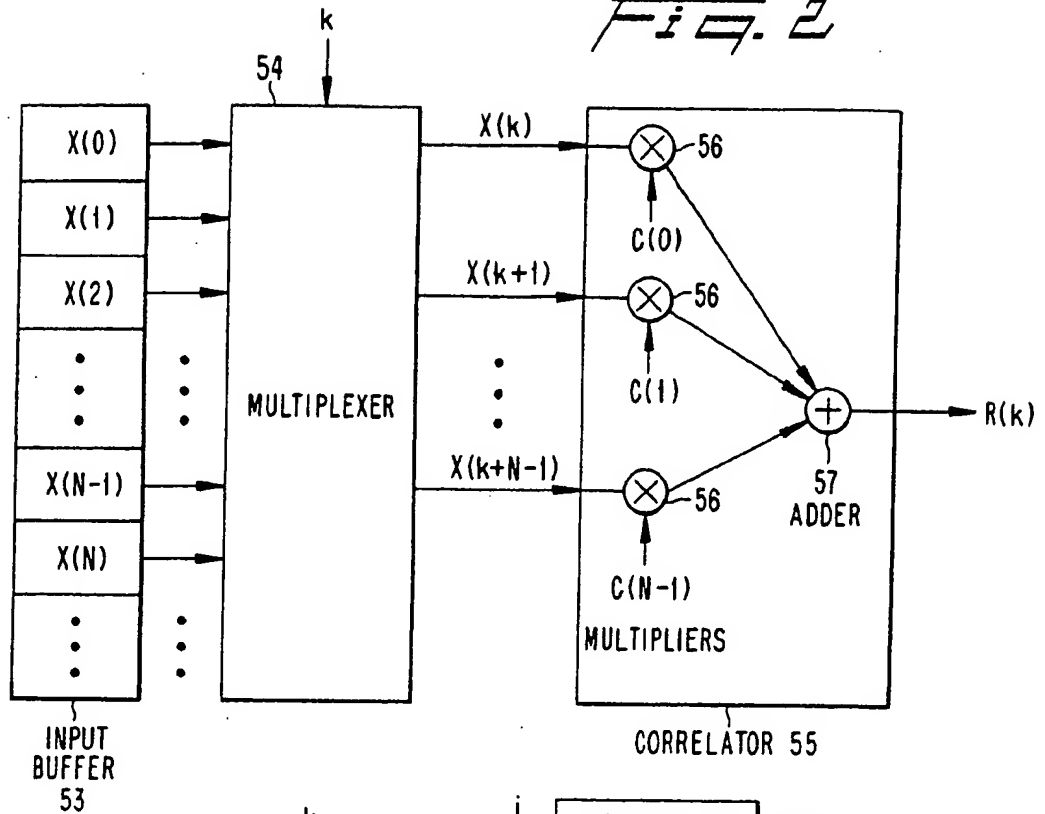 Fig. 2
k
54
X(0)
X(1)
X(2)
X(N-1)
X(N)
INPUT
BUFFER
53
MULTIPLEXER
X(k)
X(k+1)
X(k+N-1)
56
C(0)
56
C(1)
56
C(N-1)
MULTIPLIERS
57
ADDER
R(k)
CORRELATOR 55
i